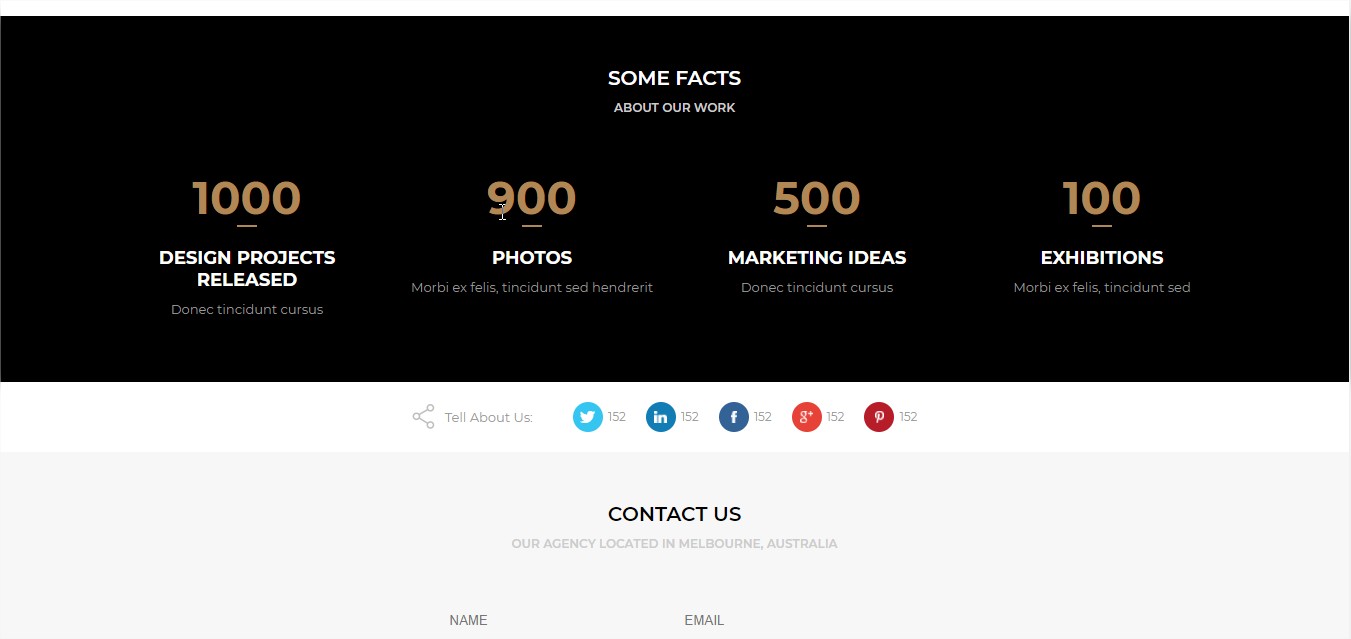 SOME FACTS
ABOUT OUR WORK
1000
DESIGN PROJECTS
RELEASED
Donec tincidunt cursus
900
PHOTOS
Morbi ex felis, tincidunt sed hendrerit
500
MARKETING IDEAS
Donec tincidunt cursus
100
EXHIBITIONS
Morbi ex felis, tincidunt sed
Tell About Us: 152 in 152 f 152 g+ 152 152
CONTACT US
OUR AGENCY LOCATED IN MELBOURNE, AUSTRALIA
NAME EMAIL